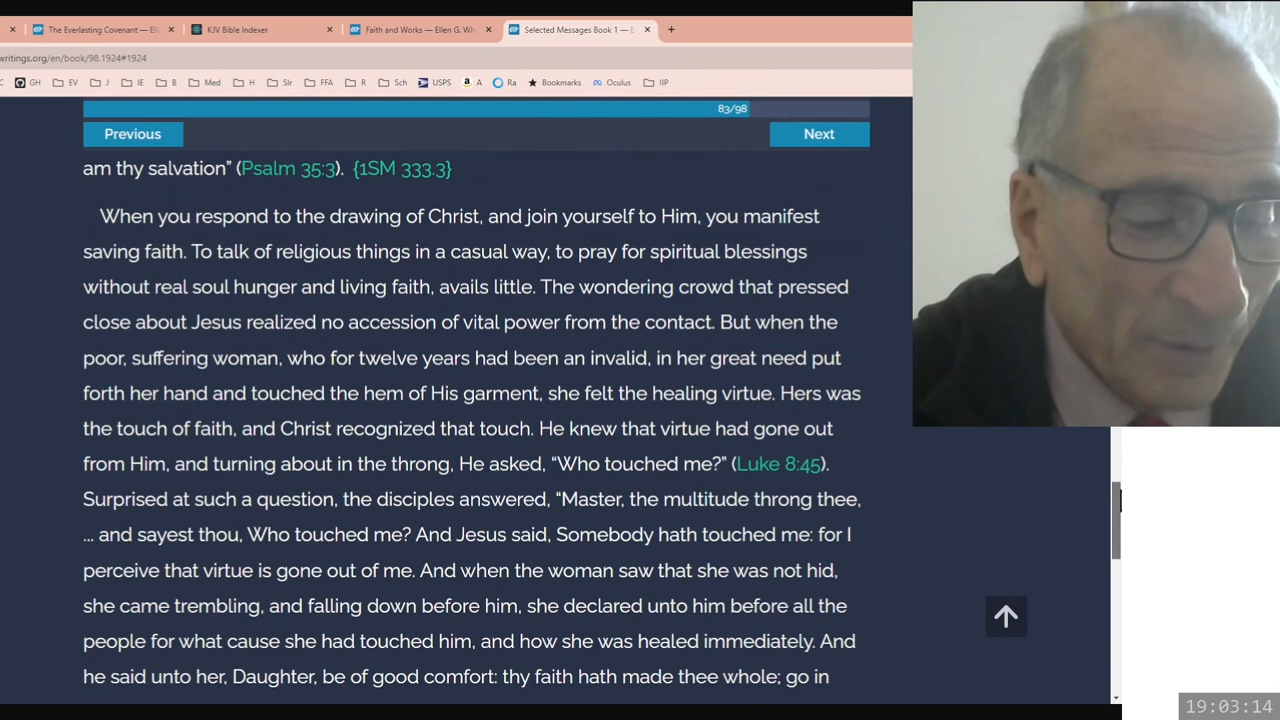 The Everlasting Covenant — Ell
KJV Bible Indexer
Faith and Works — Ellen G. Wh
Selected Messages Book 1 — E
writings.org/en/book/98.1924#1924
GH EV J IE B Med H Slr FFA R Sch USPS A Ra Bookmarks Oculus IIP
83/98
Previous
Next
am thy salvation” (Psalm 35:3). {1SM 333.3}
When you respond to the drawing of Christ, and join yourself to Him, you manifest
saving faith. To talk of religious things in a casual way, to pray for spiritual blessings
without real soul hunger and living faith, avails little. The wondering crowd that pressed
close about Jesus realized no accession of vital power from the contact. But when the
poor, suffering woman, who for twelve years had been an invalid, in her great need put
forth her hand and touched the hem of His garment, she felt the healing virtue. Hers was
the touch of faith, and Christ recognized that touch. He knew that virtue had gone out
from Him, and turning about in the throng, He asked, “Who touched me?” (Luke 8:45).
Surprised at such a question, the disciples answered, “Master, the multitude throng thee,
... and sayest thou, Who touched me? And Jesus said, Somebody hath touched me: for I
perceive that virtue is gone out of me. And when the woman saw that she was not hid,
she came trembling, and falling down before him, she declared unto him before all the
people for what cause she had touched him, and how she was healed immediately. And
he said unto her, Daughter, be of good comfort: thy faith hath made thee whole; go in
19:03:14